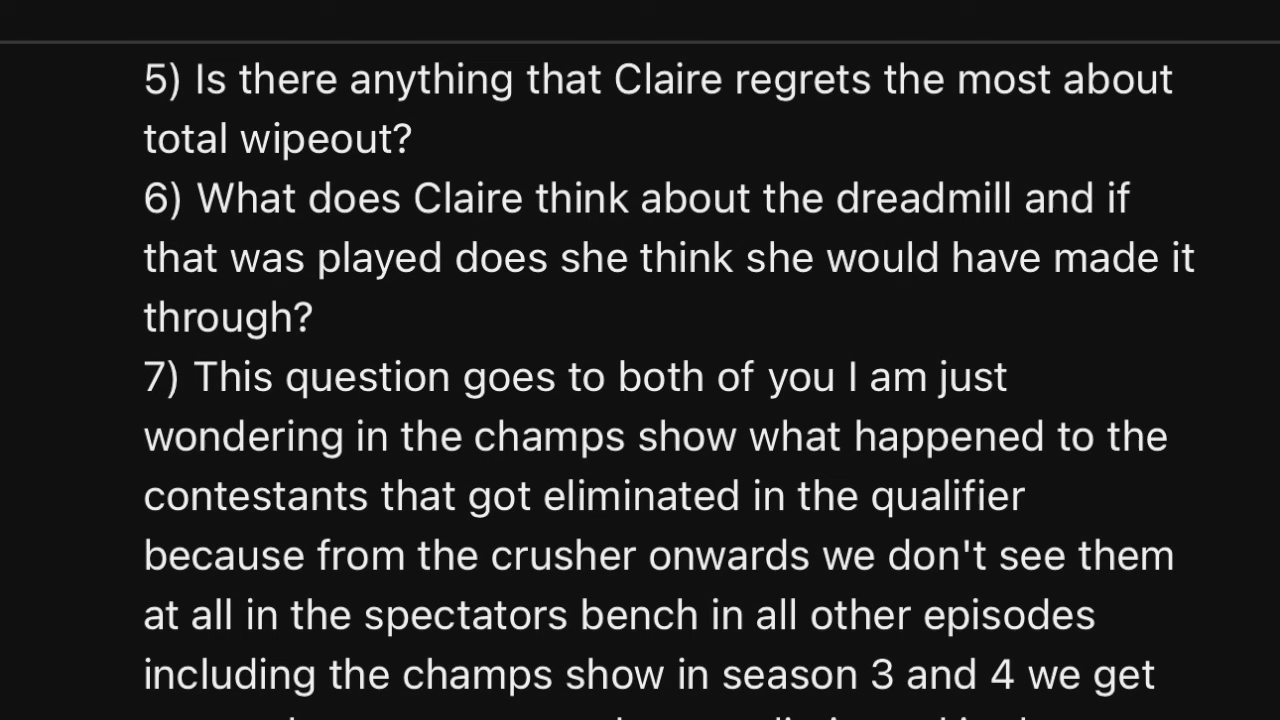 5) Is there anything that Claire regrets the most about
total wipeout?
6) What does Claire think about the dreadmill and if
that was played does she think she would have made it
through?
7) This question goes to both of you I am just
wondering in the champs show what happened to the
contestants that got eliminated in the qualifier
because from the crusher onwards we don't see them
at all in the spectators bench in all other episodes
including the champs show in season 3 and 4 we get